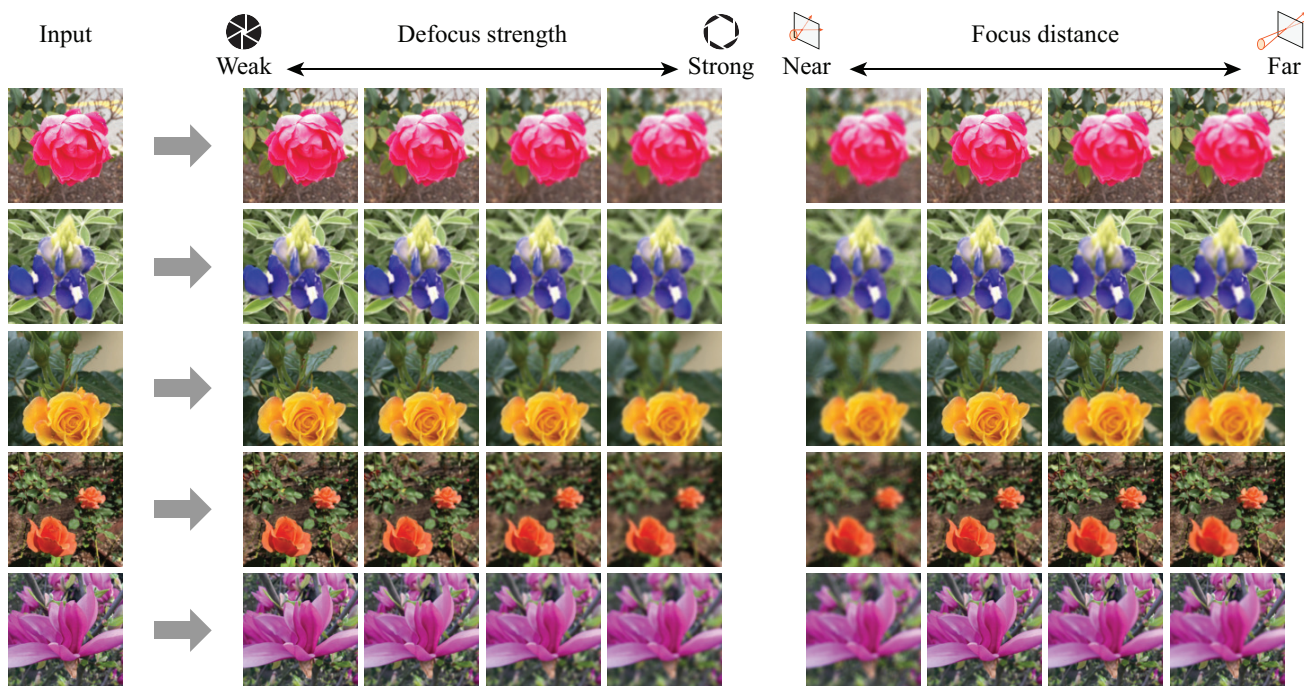 Input
Defocus strength
Weak
Strong
Focus distance
Near
Far